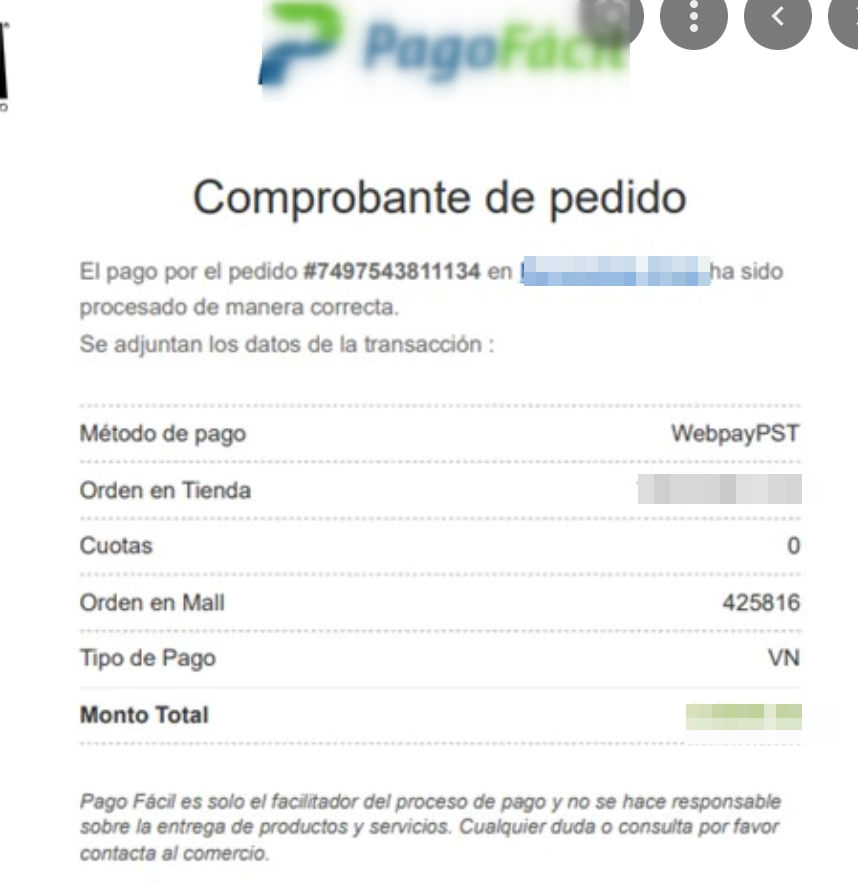 PagoFácil
Comprobante de pedido
El pago por el pedido #7497543811134 en ha sido
procesado de manera correcta.
Se adjuntan los datos de la transacción :
Método de pago WebpayPST
Orden en Tienda
Cuotas 0
Orden en Mall 425816
Tipo de Pago VN
Monto Total
Pago Fácil es solo el facilitador del proceso de pago y no se hace responsable
sobre la entrega de productos y servicios. Cualquier duda o consulta por favor
contacta al comercio.